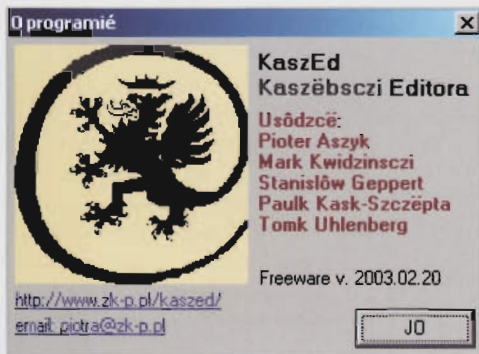 O programié
KaszEd
Kaszëbsczi Editora
Usôdzcë:
Pioter Aszyk
Mark Kwidzinsczi
Stanislôw Geppert
Paulk Kask-Szczëpta
Tomk Uhlenberg
Freeware v. 2003.02.20
http://www.zk-p.pl/kaszed/
email: piotra@zk-p.pl
JO